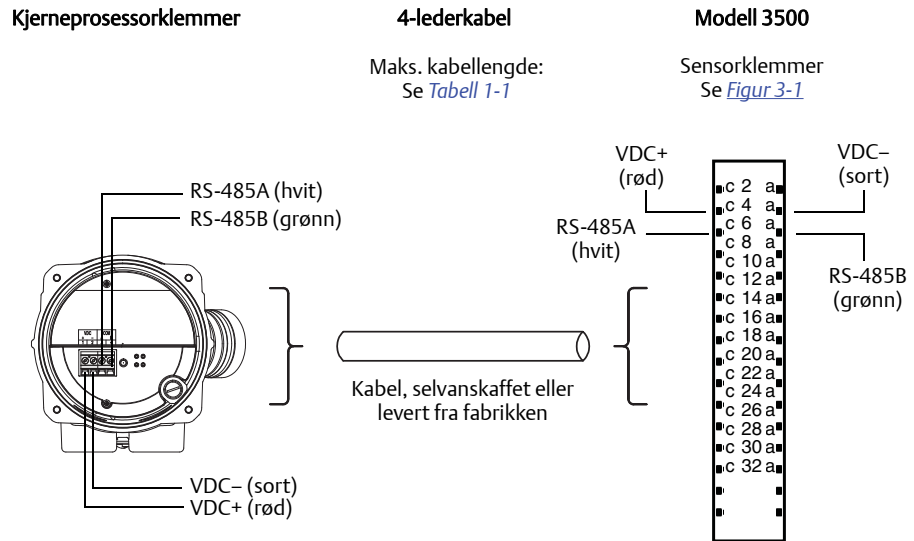 Kjerneprosessorklemmer
4-lederkabel
Modell 3500
Maks. kabellengde:
Se Tabell 1-1
Sensorklemmer
Se Figur 3-1
RS-485A (hvit)
RS-485B (grønn)
VDC– (sort)
VDC+ (rød)
Kabel, selvanskaffet eller
levert fra fabrikken
VDC+
(rød)
RS-485A
(hvit)
VDC–
(sort)
RS-485B
(grønn)
c 2 a
c 4 a
c 6 a
c 8 a
c 10 a
c 12 a
c 14 a
c 16 a
c 18 a
c 20 a
c 22 a
c 24 a
c 26 a
c 28 a
c 30 a
c 32 a